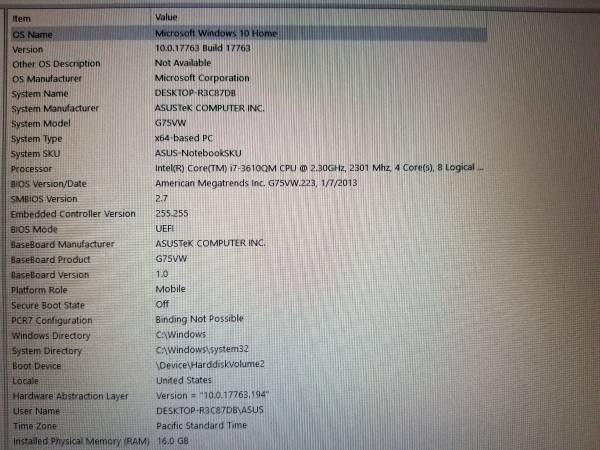 Item Value
OS Name Microsoft Windows 10 Home
Version 10.0.17763 Build 17763
Other OS Description Not Available
OS Manufacturer Microsoft Corporation
System Name DESKTOP-R3C87DB
System Manufacturer ASUSTeK COMPUTER INC.
System Model G75VW
System Type x64-based PC
System SKU ASUS-NotebookSKU
Processor Intel(R) Core(TM) i7-3610QM CPU @ 2.30GHz, 2301 Mhz, 4 Core(s), 8 Logical ...
BIOS Version/Date American Megatrends Inc. G75VW.223, 1/7/2013
SMBIOS Version 2.7
Embedded Controller Version 255.255
BIOS Mode UEFI
BaseBoard Manufacturer ASUSTeK COMPUTER INC.
BaseBoard Product G75VW
BaseBoard Version 1.0
Platform Role Mobile
Secure Boot State Off
PCR7 Configuration Binding Not Possible
Windows Directory C:\Windows
System Directory C:\Windows\system32
Boot Device \Device\HarddiskVolume2
Locale United States
Hardware Abstraction Layer Version = "10.0.17763.194"
User Name DESKTOP-R3C87DB\ASUS
Time Zone Pacific Standard Time
Installed Physical Memory (RAM) 16.0 GB